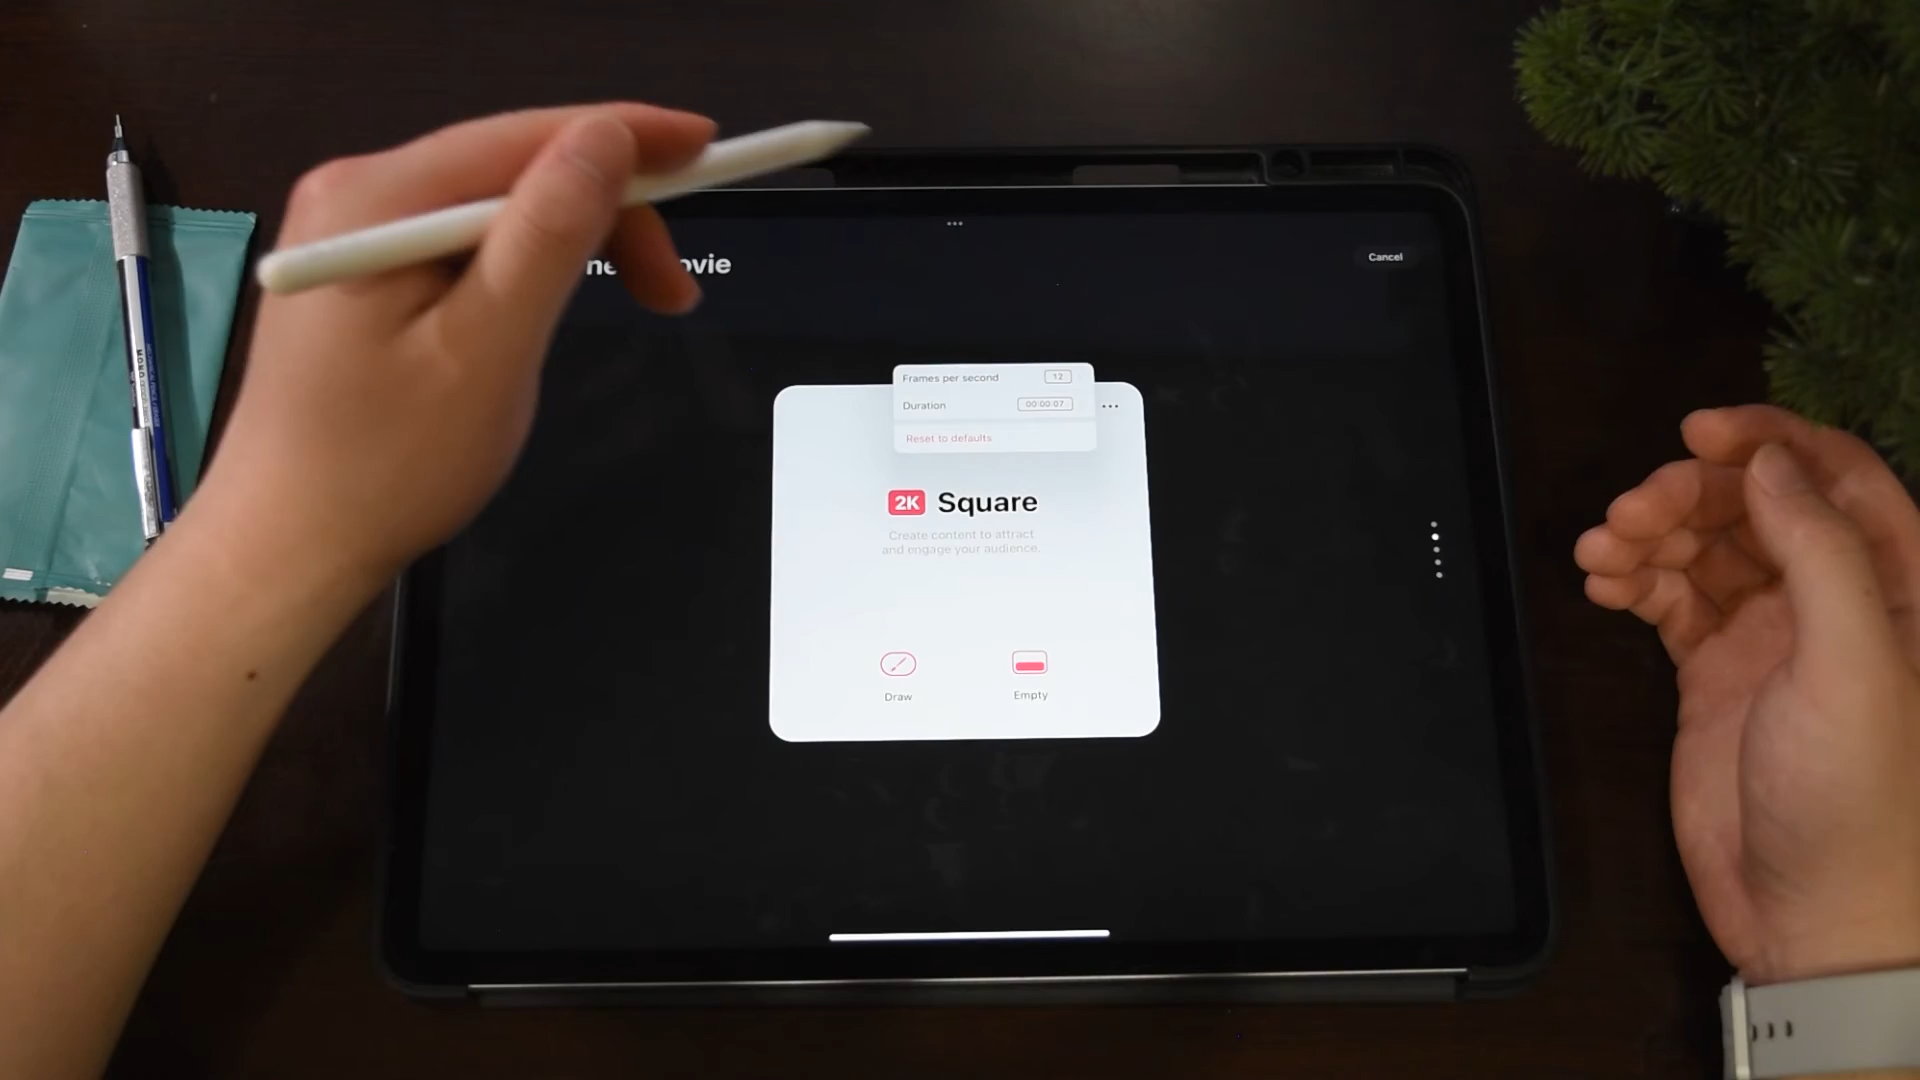 Cancel
Frames per second 12
Duration 00:00:07
Reset to defaults
2K Square
Create content to attract
and engage your audience.
Draw
Empty